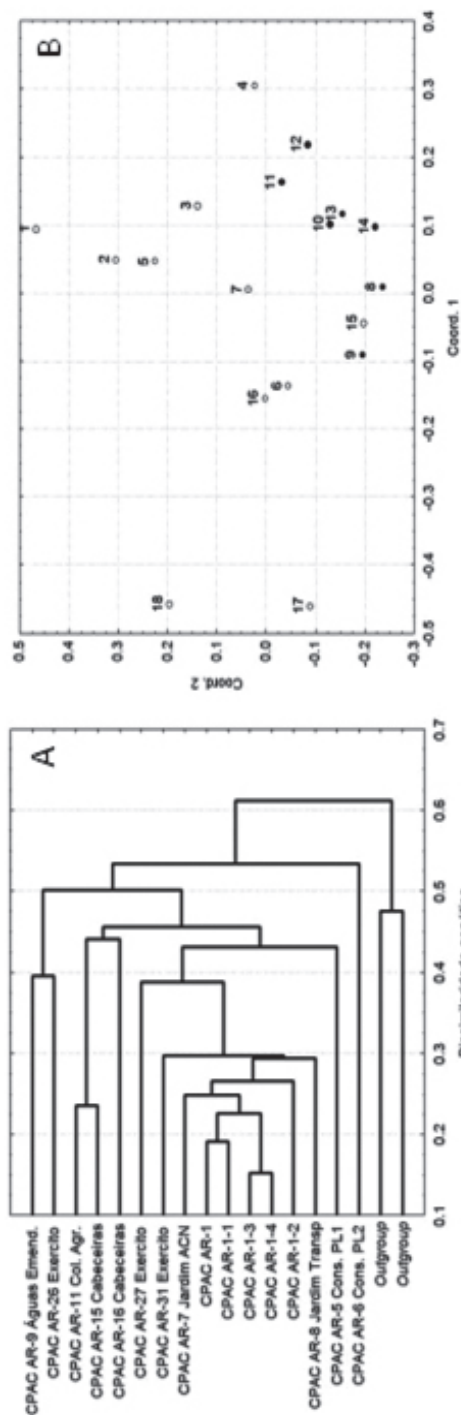 A
CPAC AR-9 Águas Emend.
CPAC AR-26 Exercito
CPAC AR-11 Col. Agr.
CPAC AR-15 Cabeceiras
CPAC AR-16 Cabeceiras
CPAC AR-27 Exercito
CPAC AR-31 Exercito
CPAC AR-7 Jardim ACN
CPAC AR-1
CPAC AR-1-1
CPAC AR-1-3
CPAC AR-1-4
CPAC AR-1-2
CPAC AR-8 Jardim Transp
CPAC AR-5 Cons. PL1
CPAC AR-6 Cons. PL2
Outgroup
Outgroup
0.1 0.2 0.3 0.4 0.5 0.6 0.7
B
Coord. 2
0.5
0.4
0.3
0.2
0.1
0.0
-0.1
-0.2
-0.3
1
2
5
3
4
7
18
16
6
11
12
17
10
13
14
9
15
8
-0.5 -0.4 -0.3 -0.2 -0.1 0.0 0.1 0.2 0.3 0.4
Coord. 1